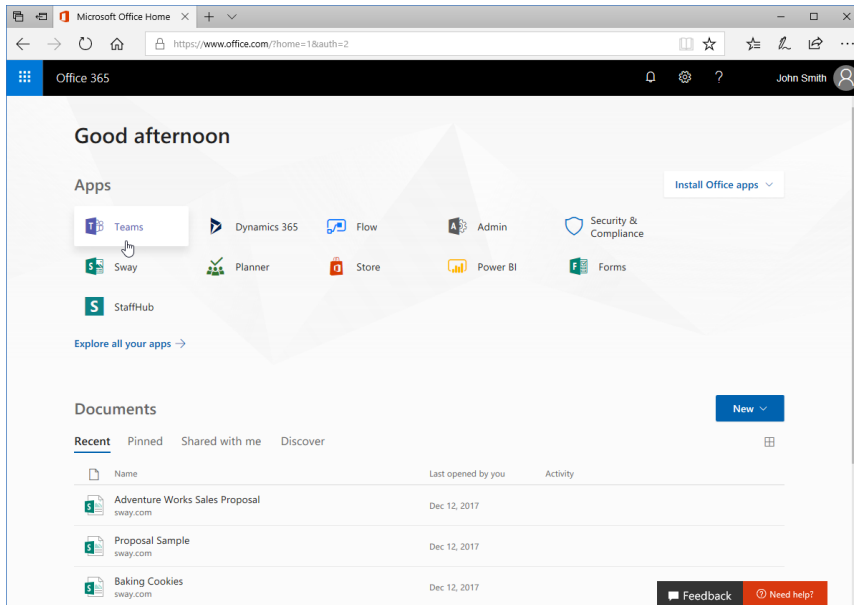 Microsoft Office Home
https://www.office.com/?home=1&auth=2
Office 365
?
John Smith
Good afternoon
Apps
Install Office apps
Teams
Dynamics 365
Flow
Admin
Security &
Compliance
Sway
Planner
Store
Power BI
Forms
StaffHub
Explore all your apps →
Documents
New
Recent Pinned Shared with me Discover
Name Last opened by you Activity
Adventure Works Sales Proposal
sway.com
Dec 12, 2017
Proposal Sample
sway.com
Dec 12, 2017
Baking Cookies
sway.com
Dec 12, 2017
Feedback
Need help?